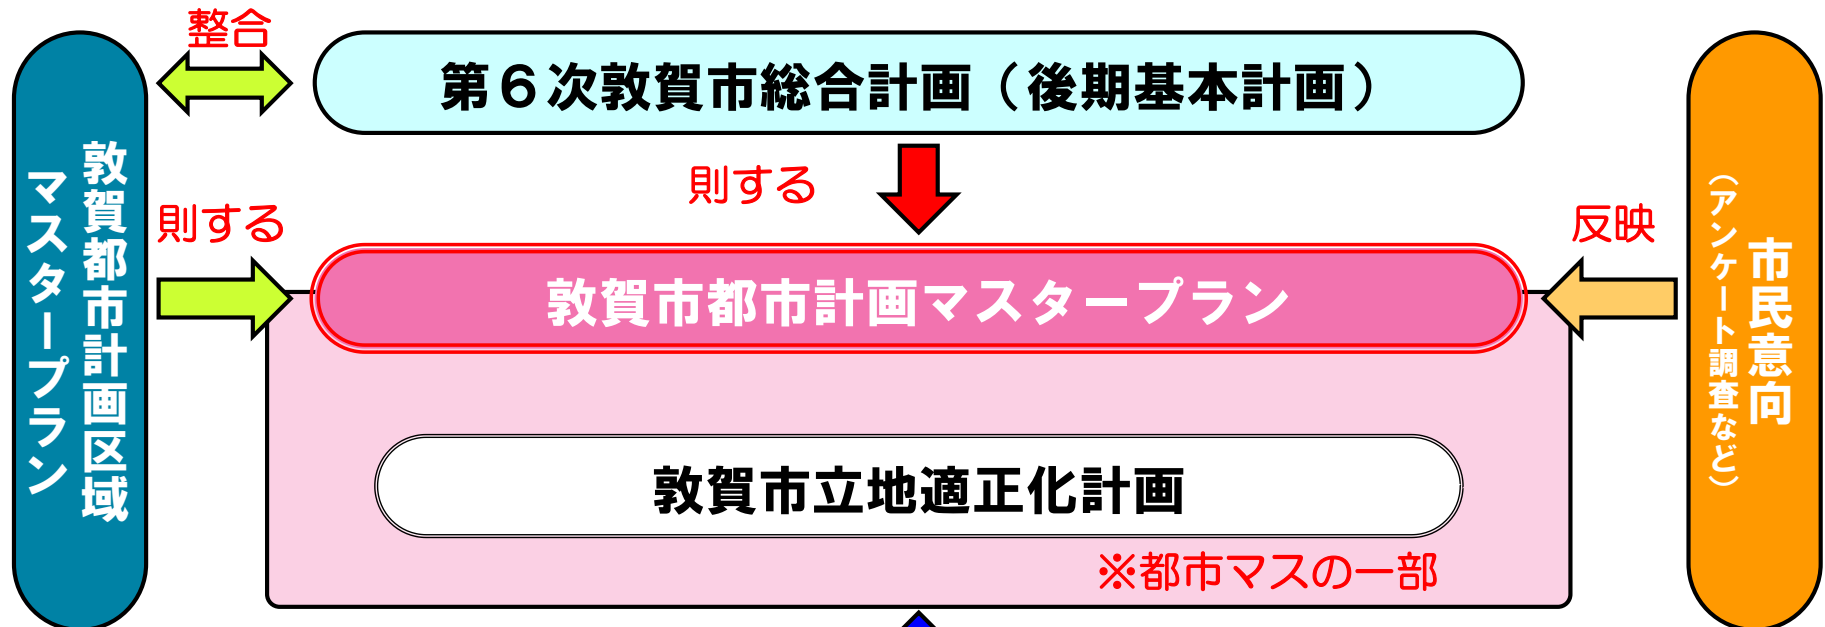 整合
第６次敦賀市総合計画（後期基本計画）
敦賀都市計画区域
マスタープラン
則する
則する
敦賀市都市計画マスタープラン
反映
市民意向
（アンケート調査など）
敦賀市立地適正化計画
※都市マスの一部